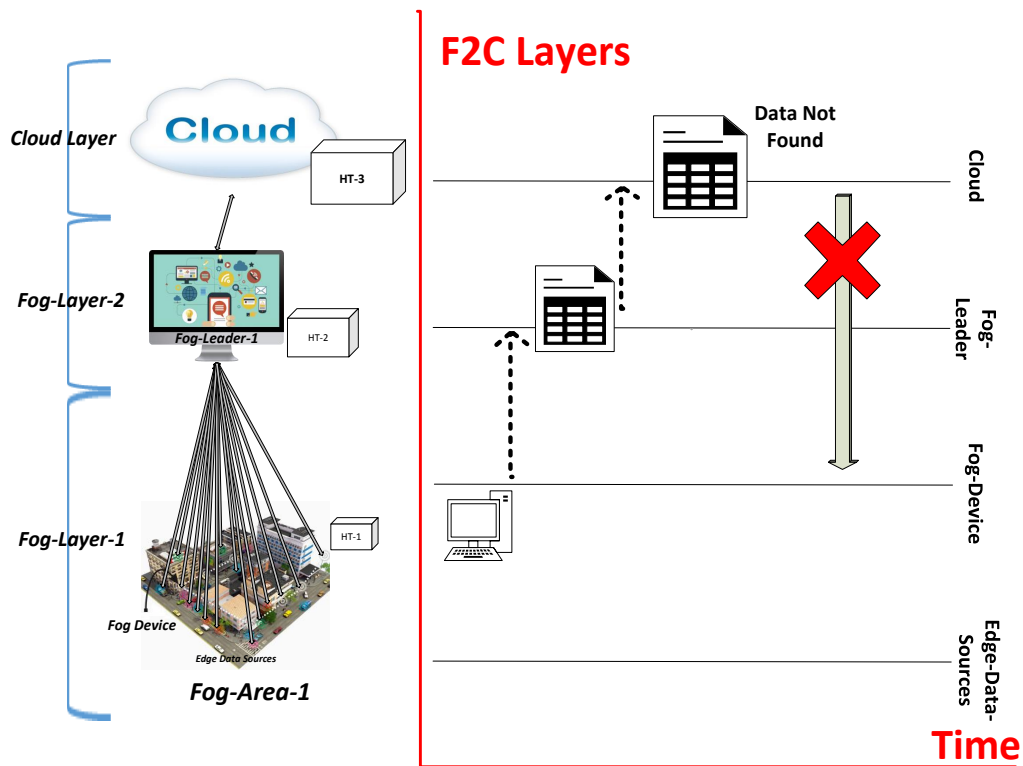 F2C Layers
Cloud Layer
Cloud
HT-3
Data Not
Found
Cloud
Fog-Layer-2
Fog-Leader-1
HT-2
Fog-
Leader
Fog-Layer-1
HT-1
Fog-Device
Fog Device
Edge Data Sources
Fog-Area-1
Edge-Data-
Sources
Time